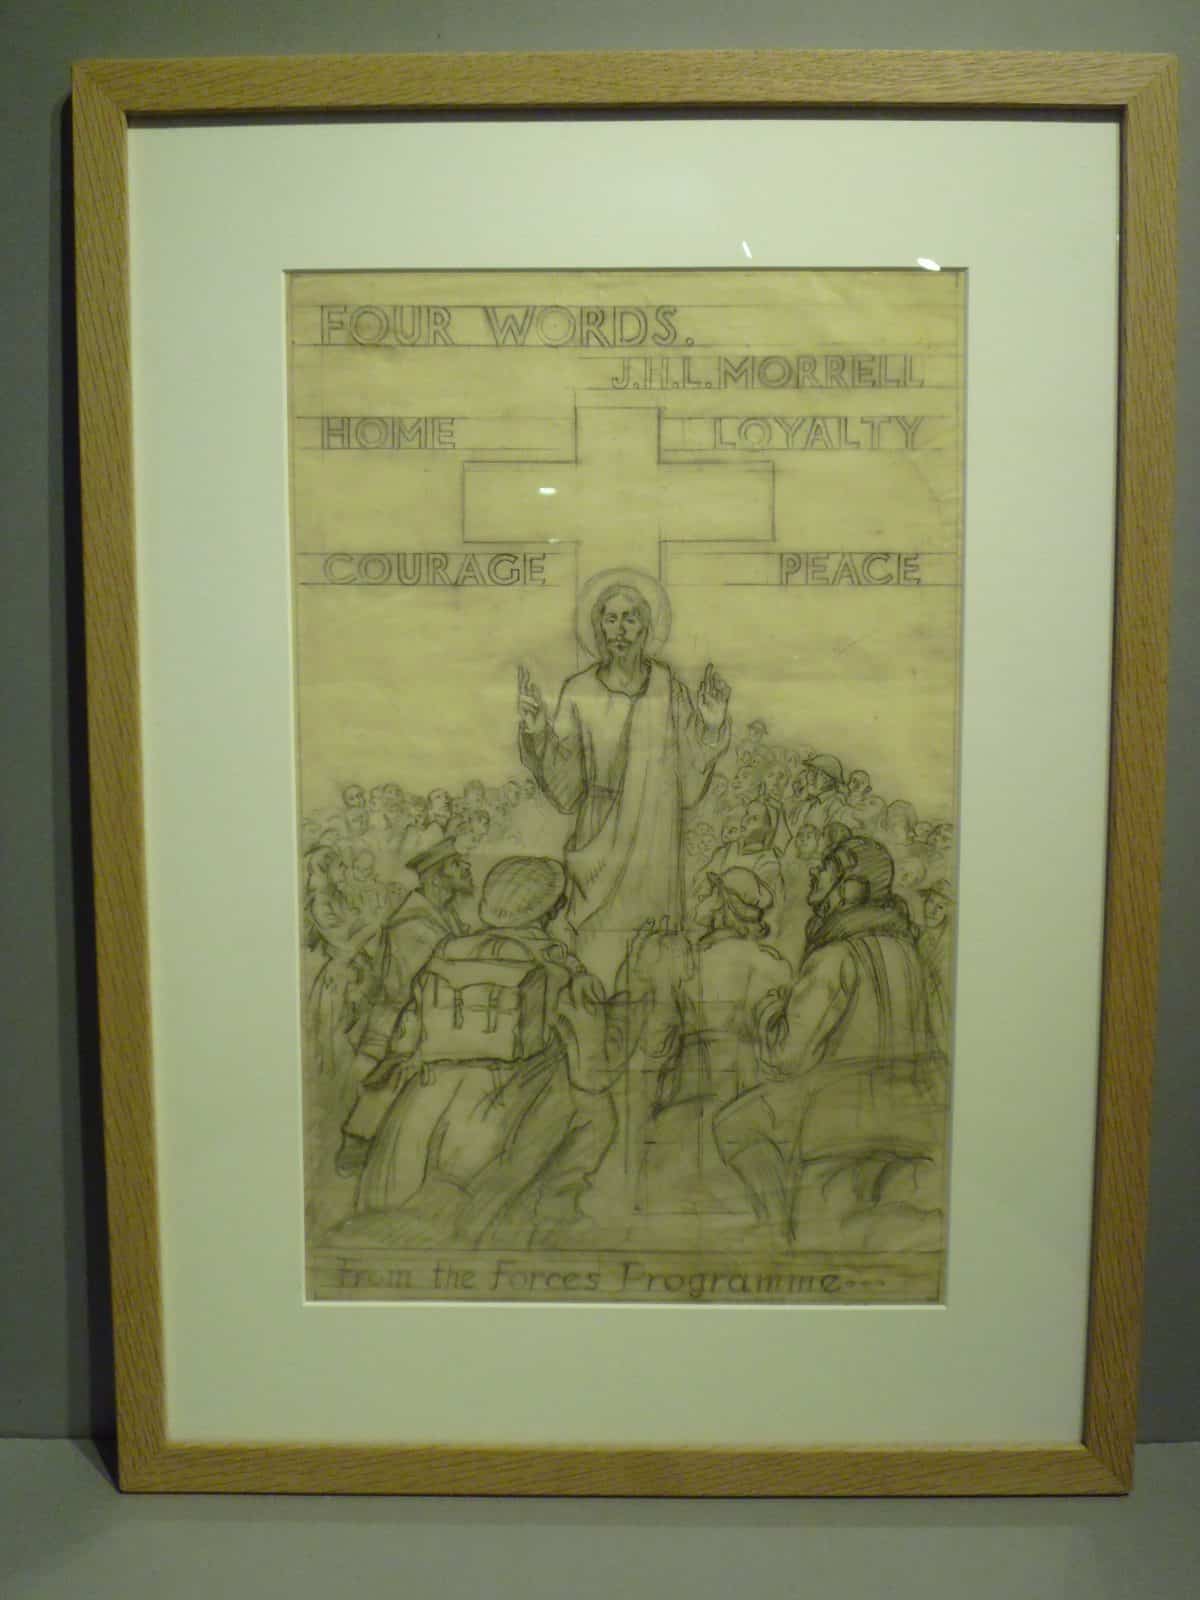 FOUR WORDS.
J.H.L. MORRELL
HOME LOYALTY
COURAGE PEACE
From the Forces Programme...